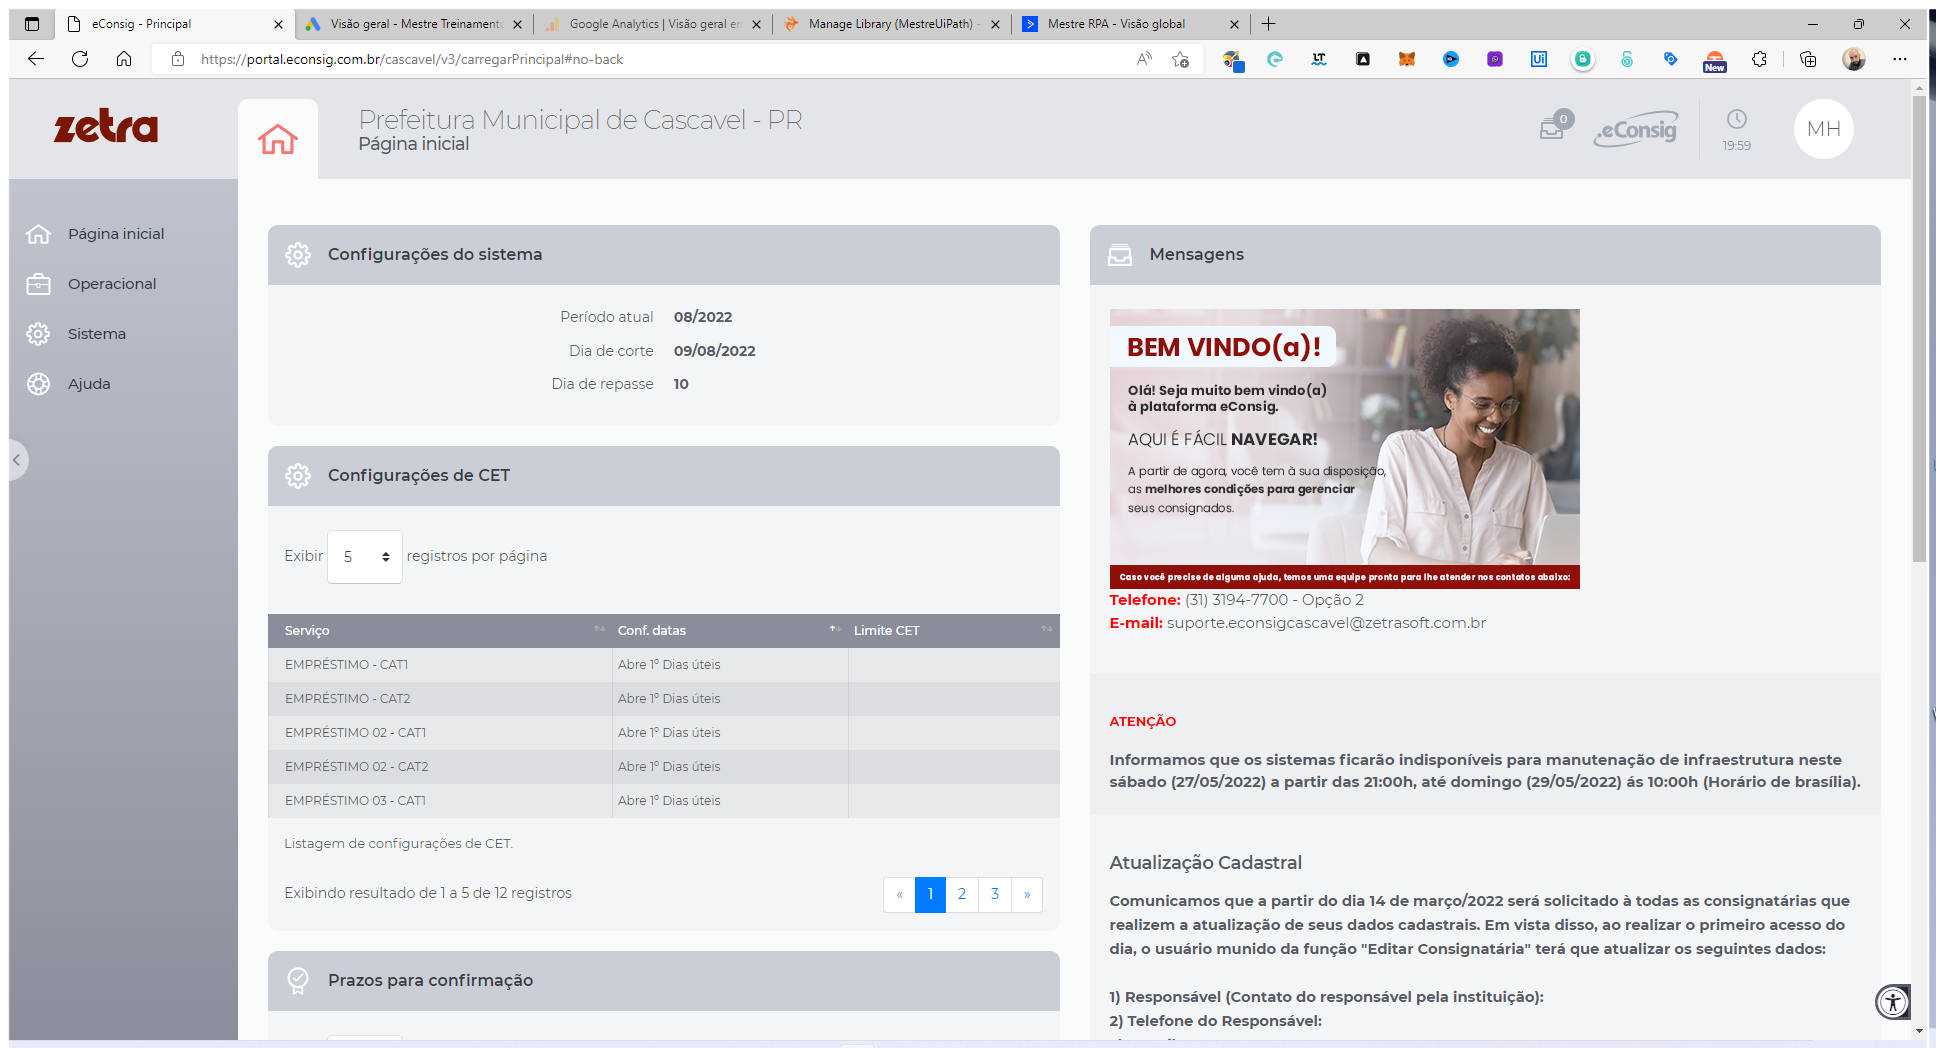 eConsig - Principal
Visão geral - Mestre Treinament
Google Analytics | Visão geral en
Manage Library (MestreUiPath) -
Mestre RPA - Visão global
https://portal.econsig.com.br/cascavel/v3/carregarPrincipal#no-back
New
zetra
Prefeitura Municipal de Cascavel - PR
Página inicial
0
eConsig
19:59
MH
Página inicial
Operacional
Sistema
Ajuda
Configurações do sistema
Período atual 08/2022
Dia de corte 09/08/2022
Dia de repasse 10
Configurações de CET
Exibir 5 registros por página
Serviço Conf. datas Limite CET
EMPRÉSTIMO - CAT1 Abre 1º Dias úteis
EMPRÉSTIMO - CAT2 Abre 1º Dias úteis
EMPRÉSTIMO 02 - CAT1 Abre 1º Dias úteis
EMPRÉSTIMO 02 - CAT2 Abre 1º Dias úteis
EMPRÉSTIMO 03 - CAT1 Abre 1º Dias úteis
Listagem de configurações de CET.
Exibindo resultado de 1 a 5 de 12 registros
« 1 2 3 »
Prazos para confirmação
Mensagens
BEM VINDO(a)!
Olá! Seja muito bem vindo(a)
à plataforma eConsig.
AQUI É FÁCIL NAVEGAR!
A partir de agora, você tem à sua disposição,
as melhores condições para gerenciar
seus consignados.
Caso você precise de alguma ajuda, temos uma equipe pronta para lhe atender nos contatos abaixo:
Telefone: (31) 3194-7700 - Opção 2
E-mail: suporte.econsigcascavel@zetrasoft.com.br
ATENÇÃO
Informamos que os sistemas ficarão indisponíveis para manutenção de infraestrutura neste
sábado (27/05/2022) a partir das 21:00h, até domingo (29/05/2022) ás 10:00h (Horário de brasília).
Atualização Cadastral
Comunicamos que a partir do dia 14 de março/2022 será solicitado à todas as consignatárias que
realizem a atualização de seus dados cadastrais. Em vista disso, ao realizar o primeiro acesso do
dia, o usuário munido da função "Editar Consignatária" terá que atualizar os seguintes dados:
1) Responsável (Contato do responsável pela instituição):
2) Telefone do Responsável: